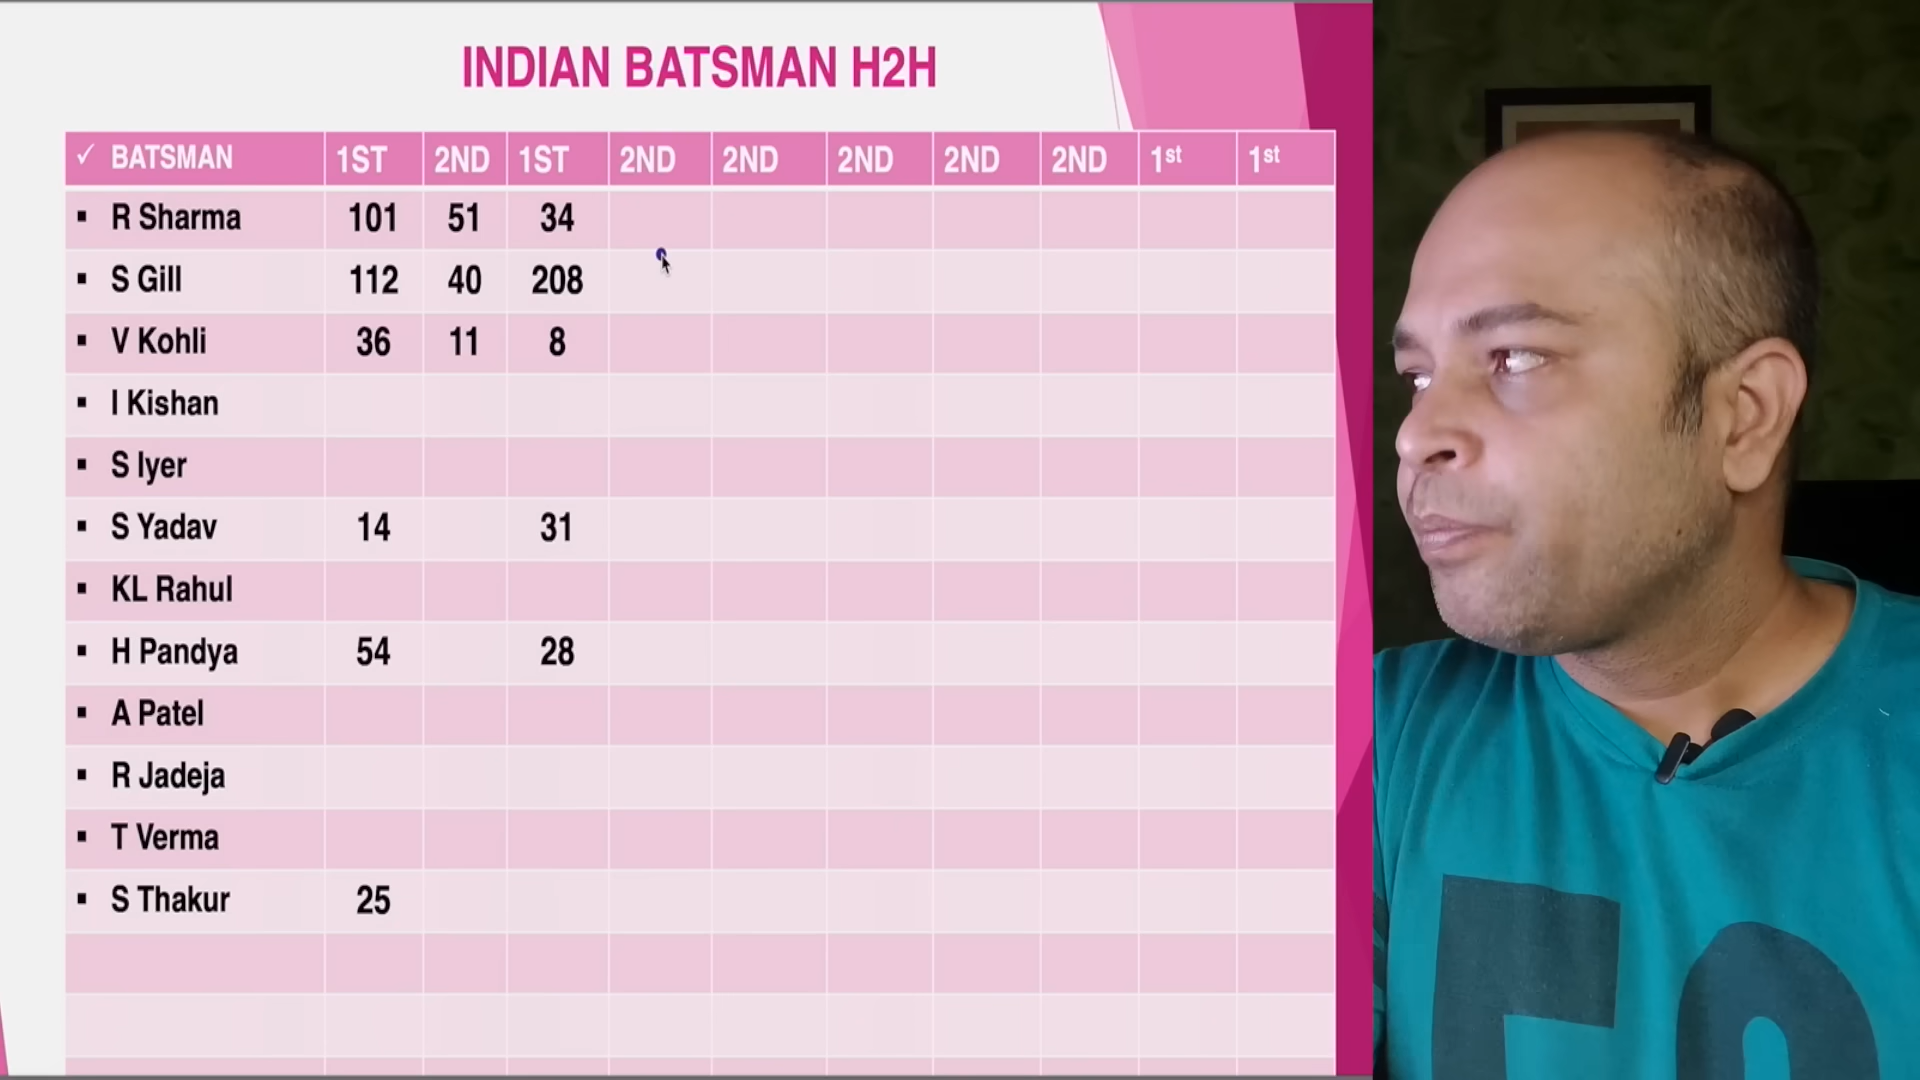 INDIAN BATSMAN H2H
✓ BATSMAN 1ST 2ND 1ST 2ND 2ND 2ND 2ND 2ND 1st 1st
▪ R Sharma 101 51 34
▪ S Gill 112 40 208
▪ V Kohli 36 11 8
▪ I Kishan
▪ S Iyer
▪ S Yadav 14 31
▪ KL Rahul
▪ H Pandya 54 28
▪ A Patel
▪ R Jadeja
▪ T Verma
▪ S Thakur 25